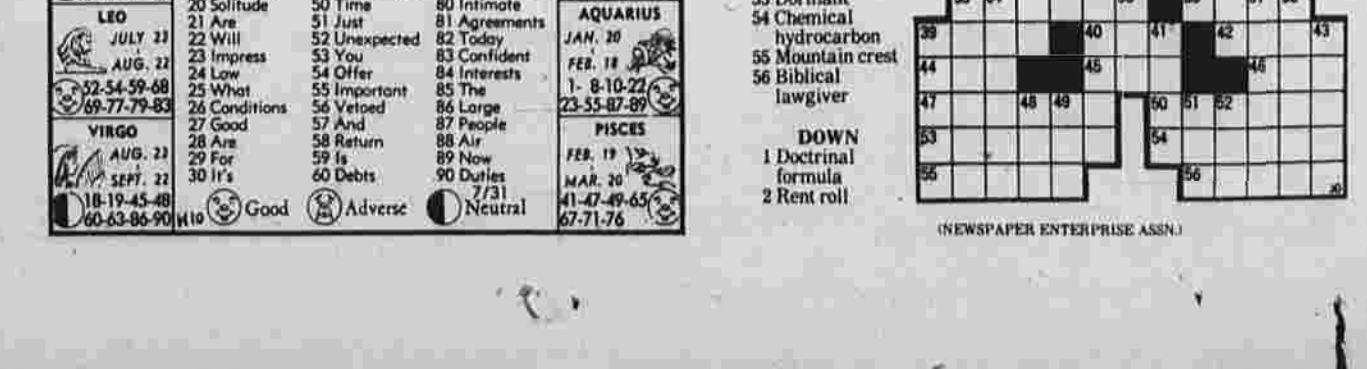 LEO
JULY 23
AUG. 22
52-54-59-68
69-77-79-83
VIRGO
AUG. 23
SEPT. 22
18-19-45-48
60-63-86-90
20 Solitude
21 Are
22 Will
23 Impress
24 Low
25 What
26 Conditions
27 Good
28 Are
29 For
30 It's
50 Time
51 Just
52 Unexpected
53 You
54 Offer
55 Important
56 Vetoed
57 And
58 Return
59 Is
60 Debts
80 Intimate
81 Agreements
82 Today
83 Confident
84 Interests
85 The
86 Large
87 People
88 Air
89 Now
90 Duties
7/31
Good
Adverse
Neutral
AQUARIUS
JAN. 20
FEB. 18
1- 8-10-22
23-55-87-89
PISCES
FEB. 19
MAR. 20
41-47-49-65
67-71-76
53 Dormant
54 Chemical
hydrocarbon
55 Mountain crest
56 Biblical
lawgiver
DOWN
1 Doctrinal
formula
2 Rent roll
39 40 41 42 43
44 45 46
47 48 49 50 51 52
53 54
55 56
(NEWSPAPER ENTERPRISE ASSN.)